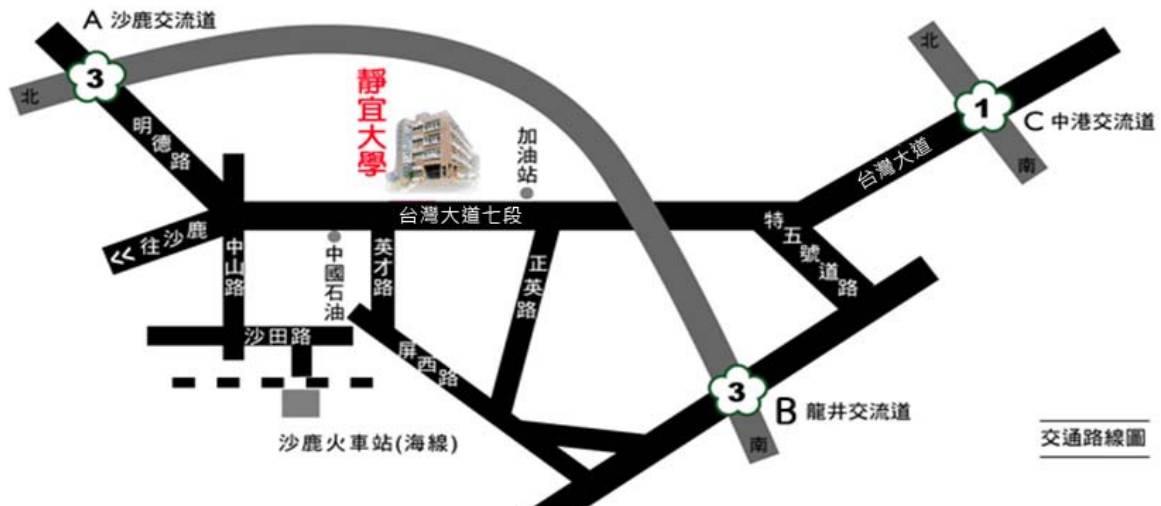 A 沙鹿交流道
3
北
明德路
靜宜大學
加油站
北
1
C 中港交流道
南
台灣大道
台灣大道七段
<< 往沙鹿
中山路
中國石油
英才路
正英路
特五號道路
沙田路
屏西路
3
B 龍井交流道
南
沙鹿火車站(海線)
交通路線圖